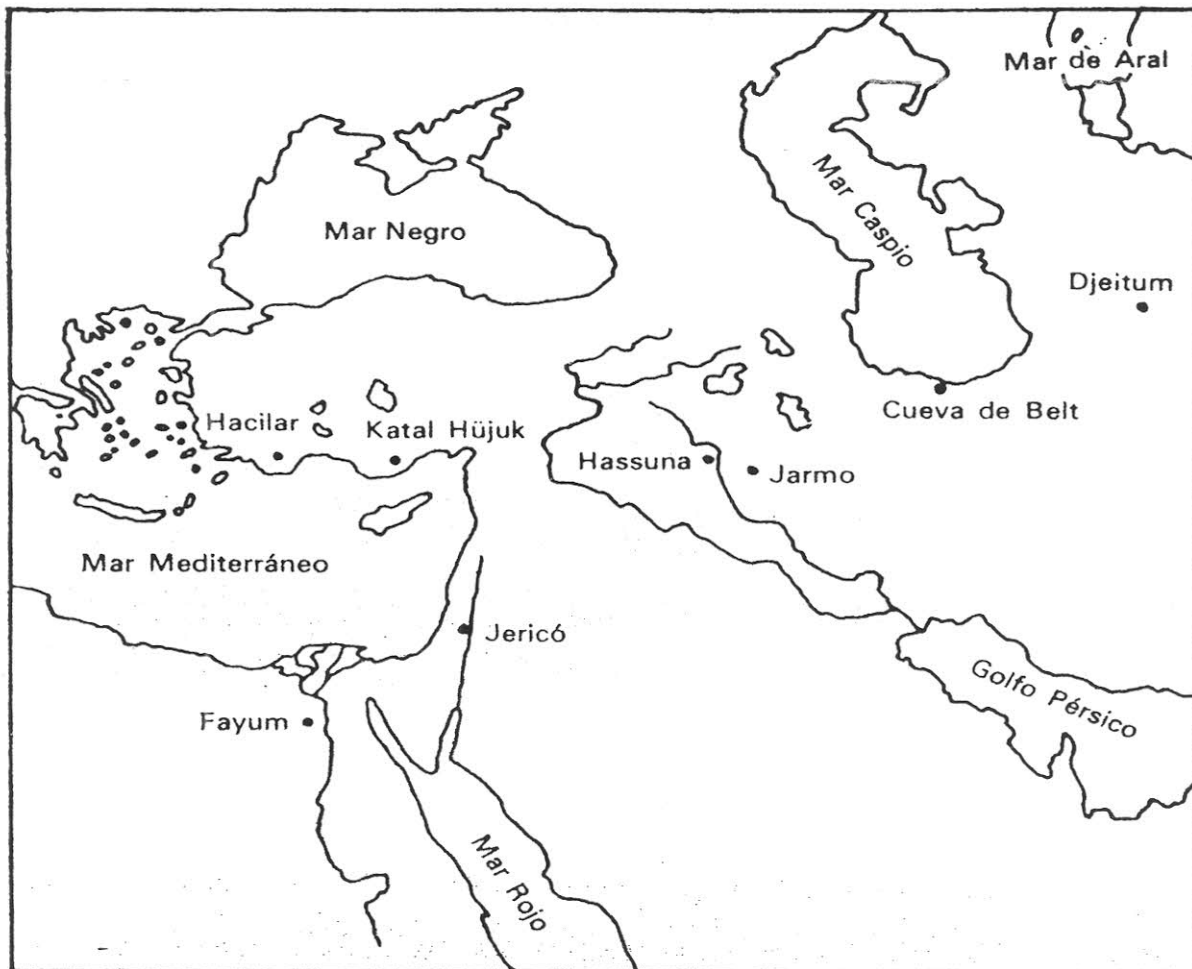 Mar de Aral
Mar Caspio
Mar Negro
Djeitum
Cueva de Belt
Hacilar
Katal Hüjuk
Hassuna
Jarmo
Mar Mediterráneo
Jericó
Golfo Pérsico
Fayum
Mar Rojo